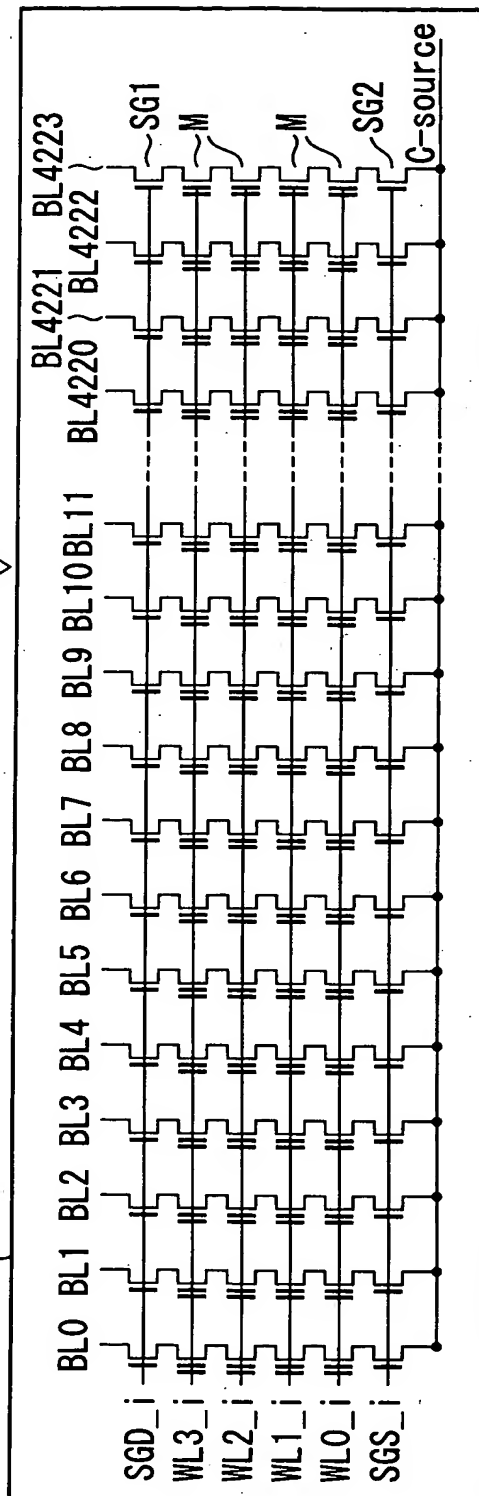 BL0 BL1 BL2 BL3 BL4 BL5 BL6 BL7 BL8 BL9 BL10 BL11 BL4220 BL4221 BL4222 BL4223
SGD_i
WL3_i
WL2_i
WL1_i
WL0_i
SGS_i
SG1
M
M
SG2
C-source